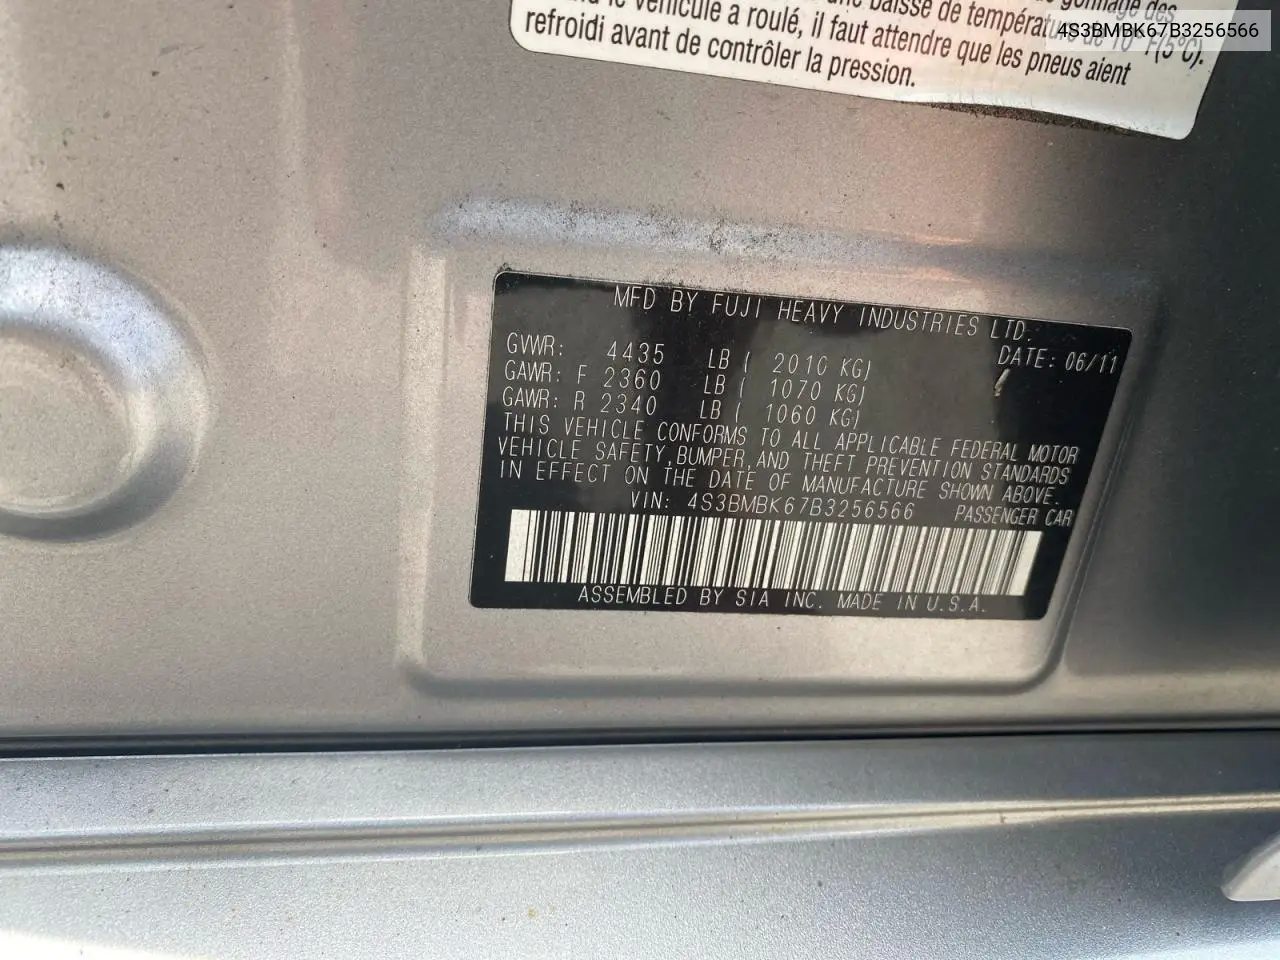 baisse de températ
le véhicule a roulé, il faut attendre que les pneus aient
refroidi avant de contrôler la pression.
4S3BMBK67B3256566
MFD BY FUJI HEAVY INDUSTRIES LTD.
GVWR: 4435 LB ( 2010 KG) DATE: 06/11
GAWR: F 2360 LB ( 1070 KG)
GAWR: R 2340 LB ( 1060 KG)
THIS VEHICLE CONFORMS TO ALL APPLICABLE FEDERAL MOTOR
VEHICLE SAFETY, BUMPER, AND THEFT PREVENTION STANDARDS
IN EFFECT ON THE DATE OF MANUFACTURE SHOWN ABOVE.
VIN: 4S3BMBK67B3256566 PASSENGER CAR
ASSEMBLED BY SIA INC. MADE IN U.S.A.